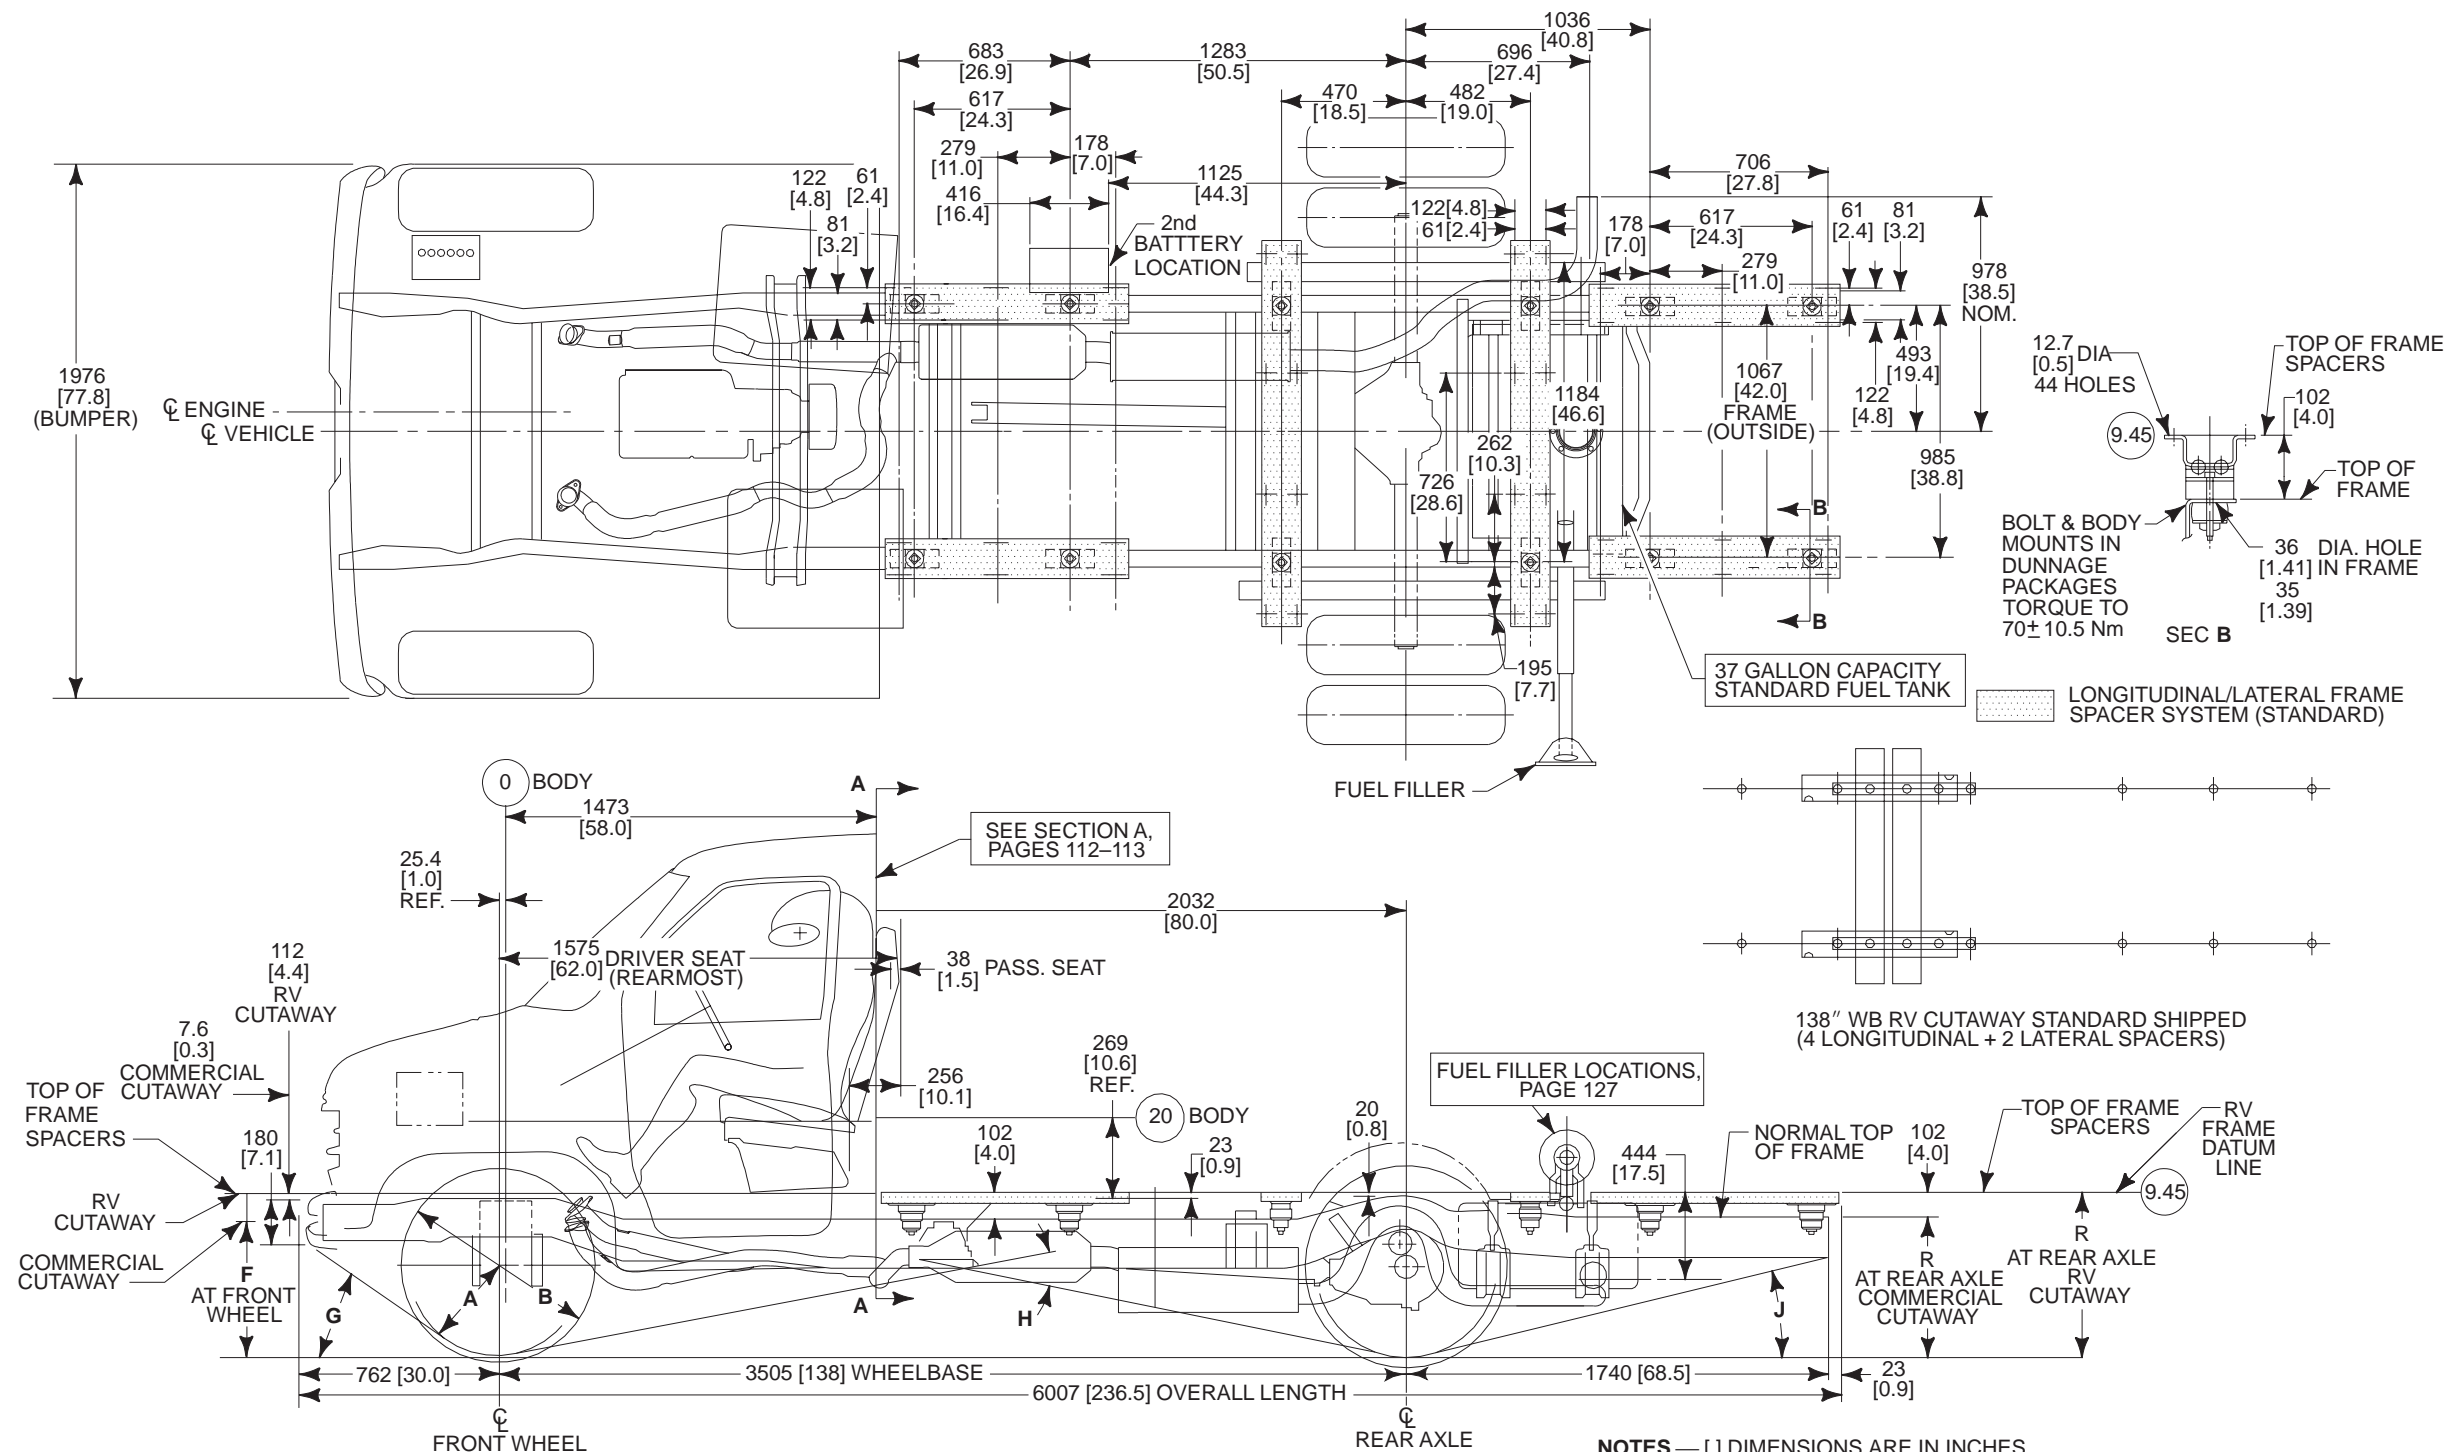 1036
[40.8]
683
[26.9]
1283
[50.5]
696
[27.4]
617
[24.3]
470
[18.5]
482
[19.0]
279
[11.0]
178
[7.0]
416
[16.4]
1125
[44.3]
706
[27.8]
122
[4.8]
61
[2.4]
81
[3.2]
2nd
BATTTERY
LOCATION
122[4.8]
61[2.4]
178
[7.0]
617
[24.3]
279
[11.0]
61
[2.4]
81
[3.2]
978
[38.5]
NOM.
1976
[77.8]
(BUMPER)
℄ ENGINE
℄ VEHICLE
1184
[46.6]
1067
[42.0]
FRAME
(OUTSIDE)
493
[19.4]
122
[4.8]
985
[38.8]
262
[10.3]
726
[28.6]
195
[7.7]
B
B
12.7
[0.5] DIA
44 HOLES
9.45
TOP OF FRAME
SPACERS
102
[4.0]
TOP OF
FRAME
BOLT & BODY
MOUNTS IN
DUNNAGE
PACKAGES
TORQUE TO
70± 10.5 Nm
36
[1.41]
35
[1.39]
DIA. HOLE
IN FRAME
SEC B
37 GALLON CAPACITY
STANDARD FUEL TANK
LONGITUDINAL/LATERAL FRAME
SPACER SYSTEM (STANDARD)
FUEL FILLER
0 BODY
1473
[58.0]
A
SEE SECTION A,
PAGES 112–113
25.4
[1.0]
REF.
2032
[80.0]
1575
[62.0]
DRIVER SEAT
(REARMOST)
38
[1.5]
PASS. SEAT
112
[4.4]
RV
CUTAWAY
7.6
[0.3]
COMMERCIAL
CUTAWAY
TOP OF
FRAME
SPACERS
180
[7.1]
RV
CUTAWAY
COMMERCIAL
CUTAWAY
F
AT FRONT
WHEEL
G
A
B
256
[10.1]
269
[10.6]
REF.
20 BODY
102
[4.0]
23
[0.9]
20
[0.8]
A
H
FUEL FILLER LOCATIONS,
PAGE 127
444
[17.5]
NORMAL TOP
OF FRAME
138″ WB RV CUTAWAY STANDARD SHIPPED
(4 LONGITUDINAL + 2 LATERAL SPACERS)
TOP OF FRAME
SPACERS
102
[4.0]
RV
FRAME
DATUM
LINE
9.45
J
R
AT REAR AXLE
COMMERCIAL
CUTAWAY
R
AT REAR AXLE
RV
CUTAWAY
762 [30.0]
3505 [138] WHEELBASE
1740 [68.5]
23
[0.9]
6007 [236.5] OVERALL LENGTH
℄
FRONT WHEEL
℄
REAR AXLE
NOTES — [ ] DIMENSIONS ARE IN INCHES